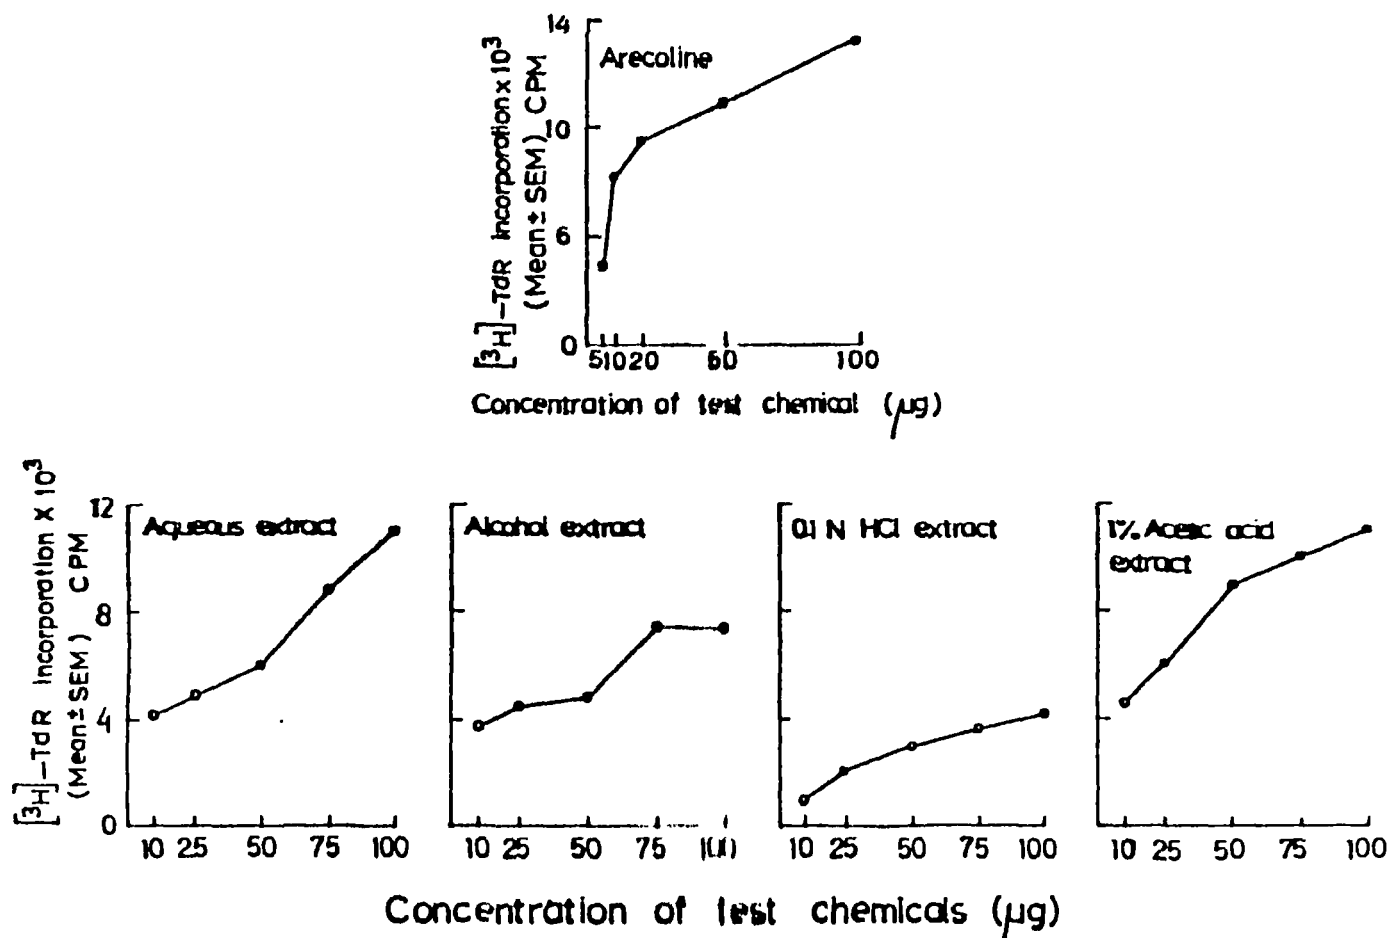 [³H]–TdR Incorporation x 10³
(Mean ± SEM) CPM
14
10
6
0
Arecoline
5 10 20 60 100
Concentration of test chemical (µg)
[³H]–TdR Incorporation x 10³
(Mean ± SEM) CPM
12
8
4
0
Aqueous extract
10 25 50 75 100
Alcohol extract
10 25 50 75 100
0.1 N HCl extract
10 25 50 75 100
1% Acetic acid
extract
10 25 50 75 100
Concentration of test chemicals (µg)